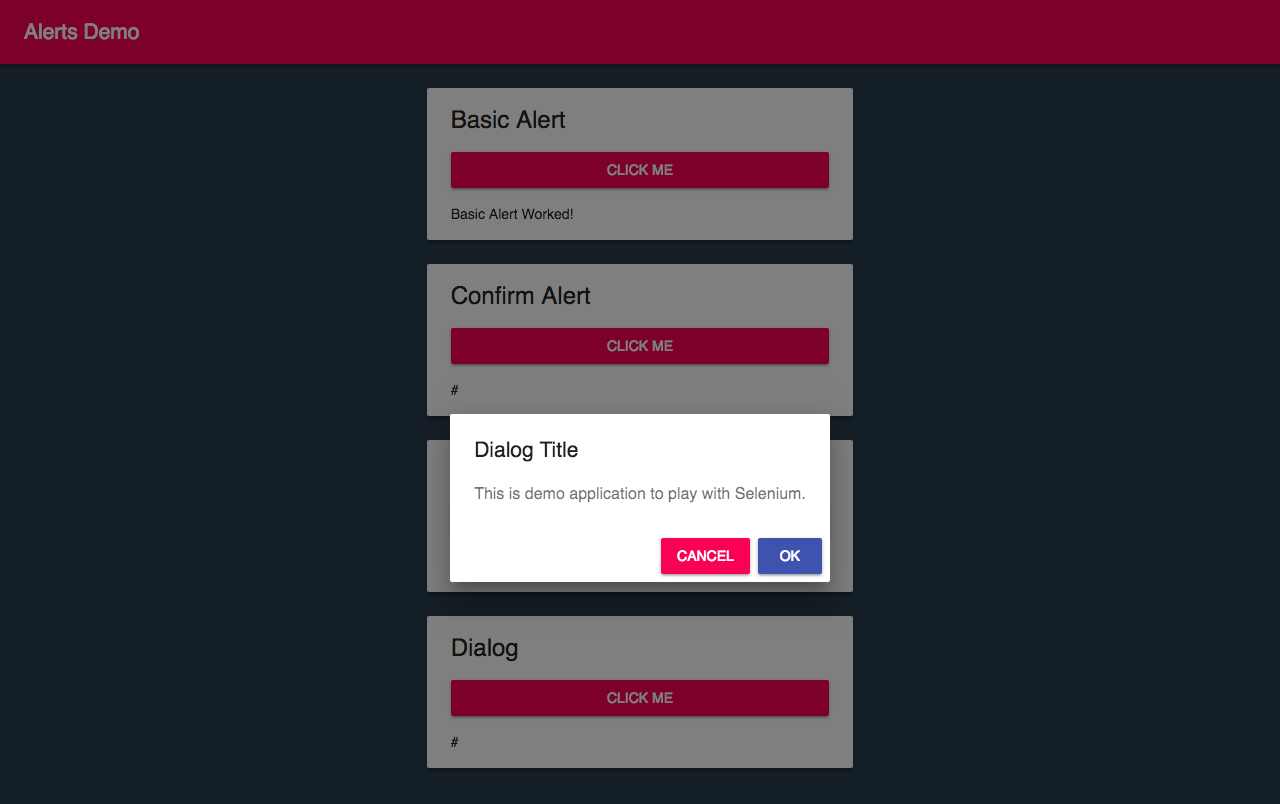 Alerts Demo
Basic Alert
CLICK ME
Basic Alert Worked!
Confirm Alert
CLICK ME
#
Dialog Title
This is demo application to play with Selenium.
CANCEL OK
Dialog
CLICK ME
#